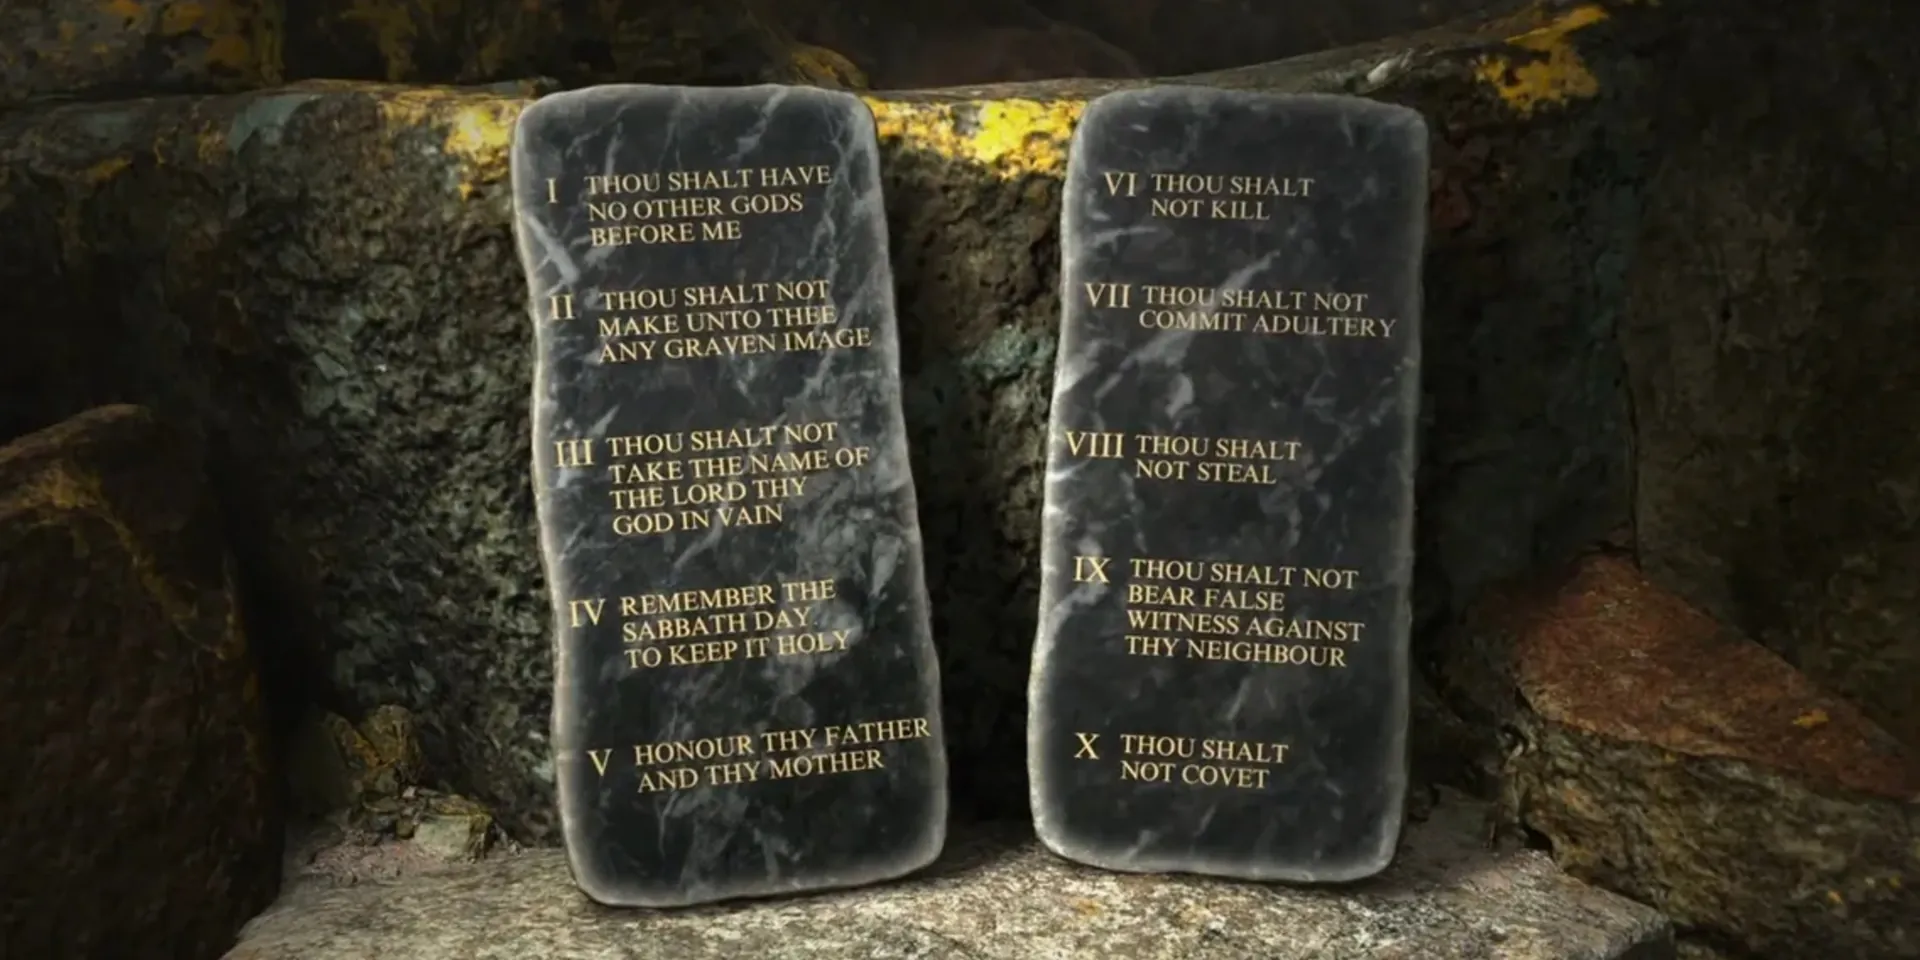 I THOU SHALT HAVE
NO OTHER GODS
BEFORE ME
II THOU SHALT NOT
MAKE UNTO THEE
ANY GRAVEN IMAGE
III THOU SHALT NOT
TAKE THE NAME OF
THE LORD THY
GOD IN VAIN
IV REMEMBER THE
SABBATH DAY
TO KEEP IT HOLY
V HONOUR THY FATHER
AND THY MOTHER
VI THOU SHALT
NOT KILL
VII THOU SHALT NOT
COMMIT ADULTERY
VIII THOU SHALT
NOT STEAL
IX THOU SHALT NOT
BEAR FALSE
WITNESS AGAINST
THY NEIGHBOUR
X THOU SHALT
NOT COVET